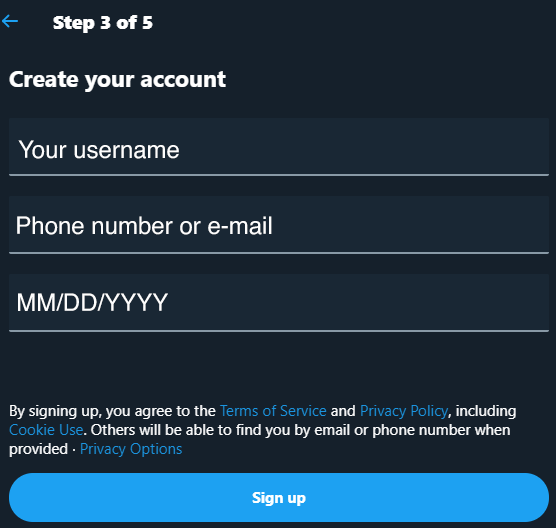 Step 3 of 5
Create your account
Your username
Phone number or e-mail
MM/DD/YYYY
By signing up, you agree to the Terms of Service and Privacy Policy, including
Cookie Use. Others will be able to find you by email or phone number when
provided · Privacy Options
Sign up